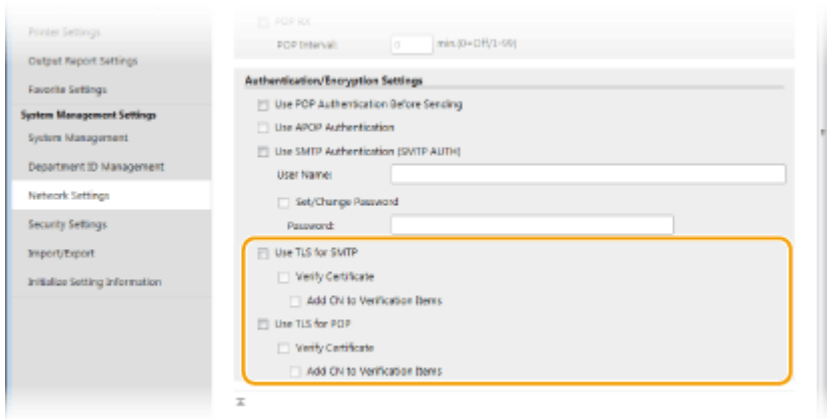 Printer Settings
Output Report Settings
Favorite Settings
System Management Settings
System Management
Department ID Management
Network Settings
Security Settings
Import/Export
Initialize Setting Information
POP RX
POP Interval: 0 min.(0=Off/1-99)
Authentication/Encryption Settings
Use POP Authentication Before Sending
Use APOP Authentication
Use SMTP Authentication (SMTP AUTH)
User Name:
Set/Change Password
Password:
Use TLS for SMTP
Verify Certificate
Add CN to Verification Items
Use TLS for POP
Verify Certificate
Add CN to Verification Items